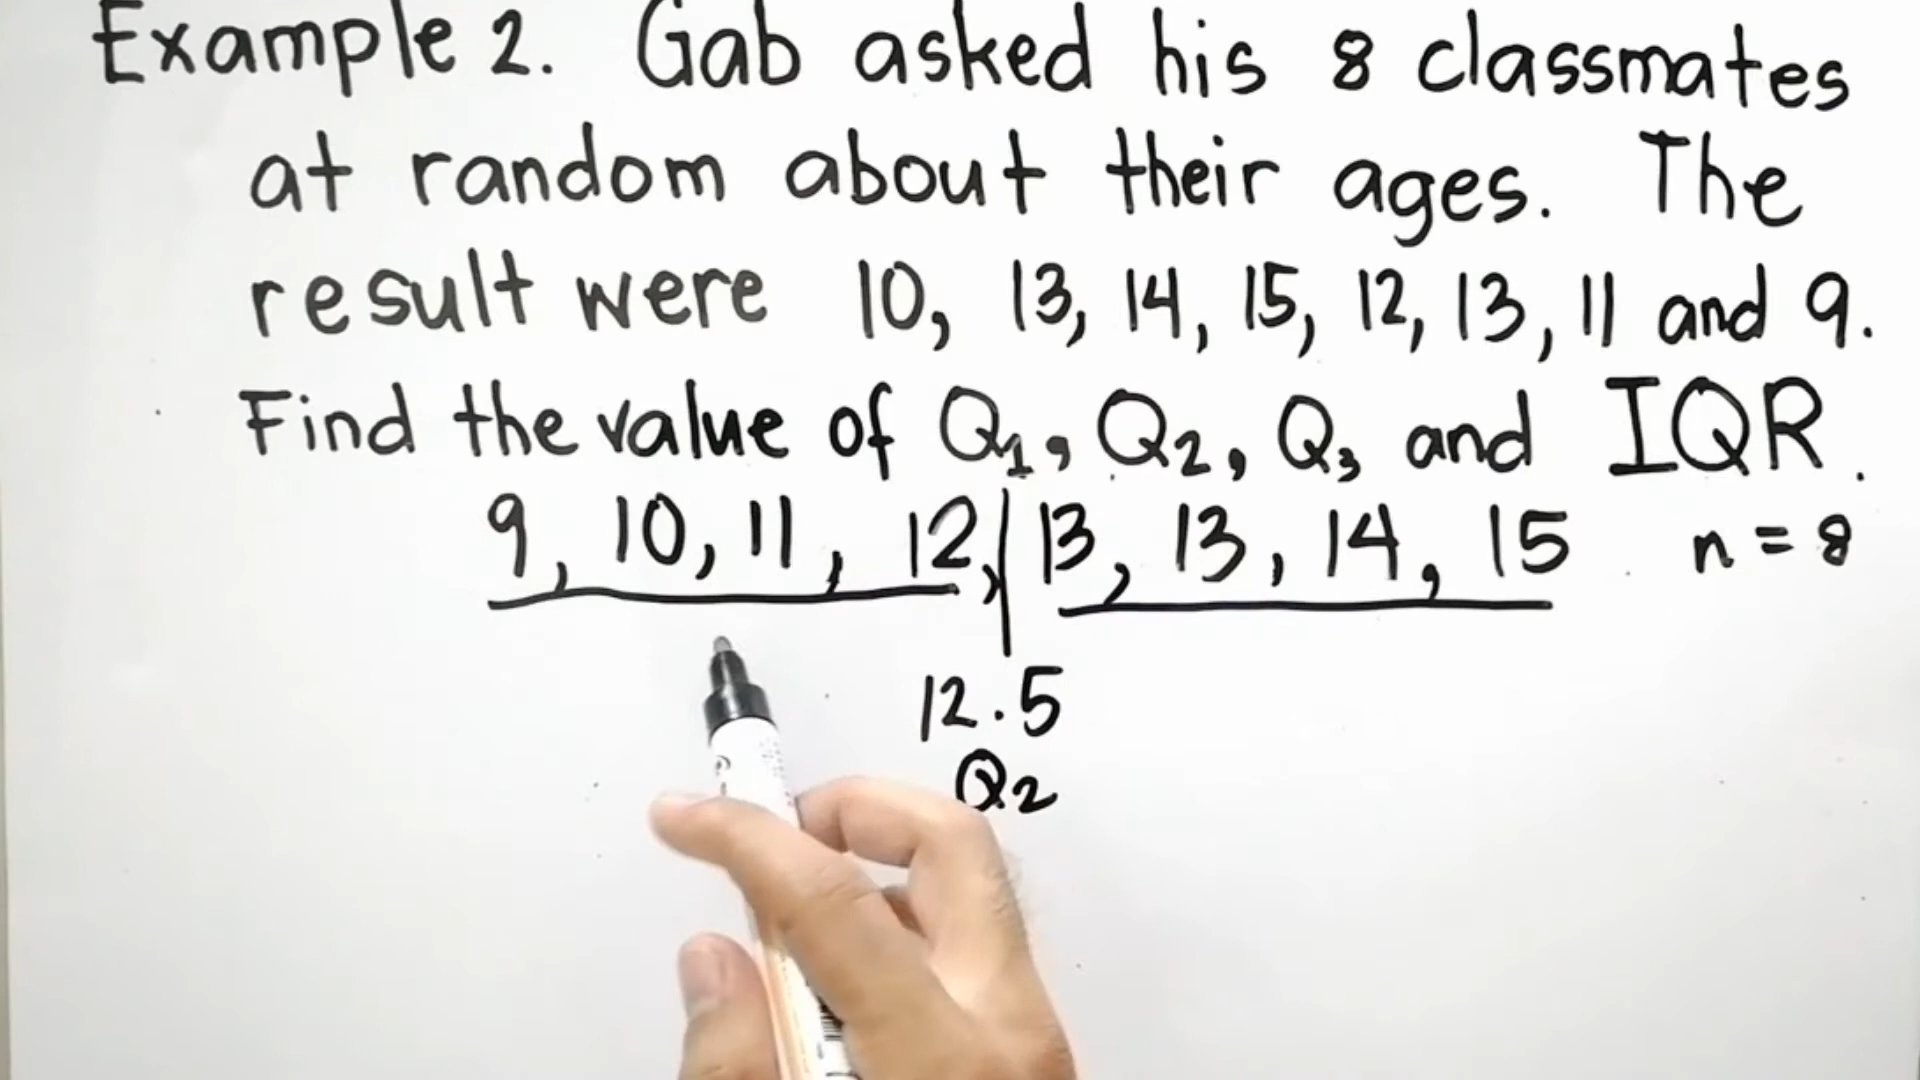 Example 2. Gab asked his 8 classmates
at random about their ages. The
result were 10, 13, 14, 15, 12, 13, 11 and 9.
Find the value of Q1, Q2, Q3 and IQR.
9, 10, 11, 12, | 13, 13, 14, 15 n = 8
12.5
Q2